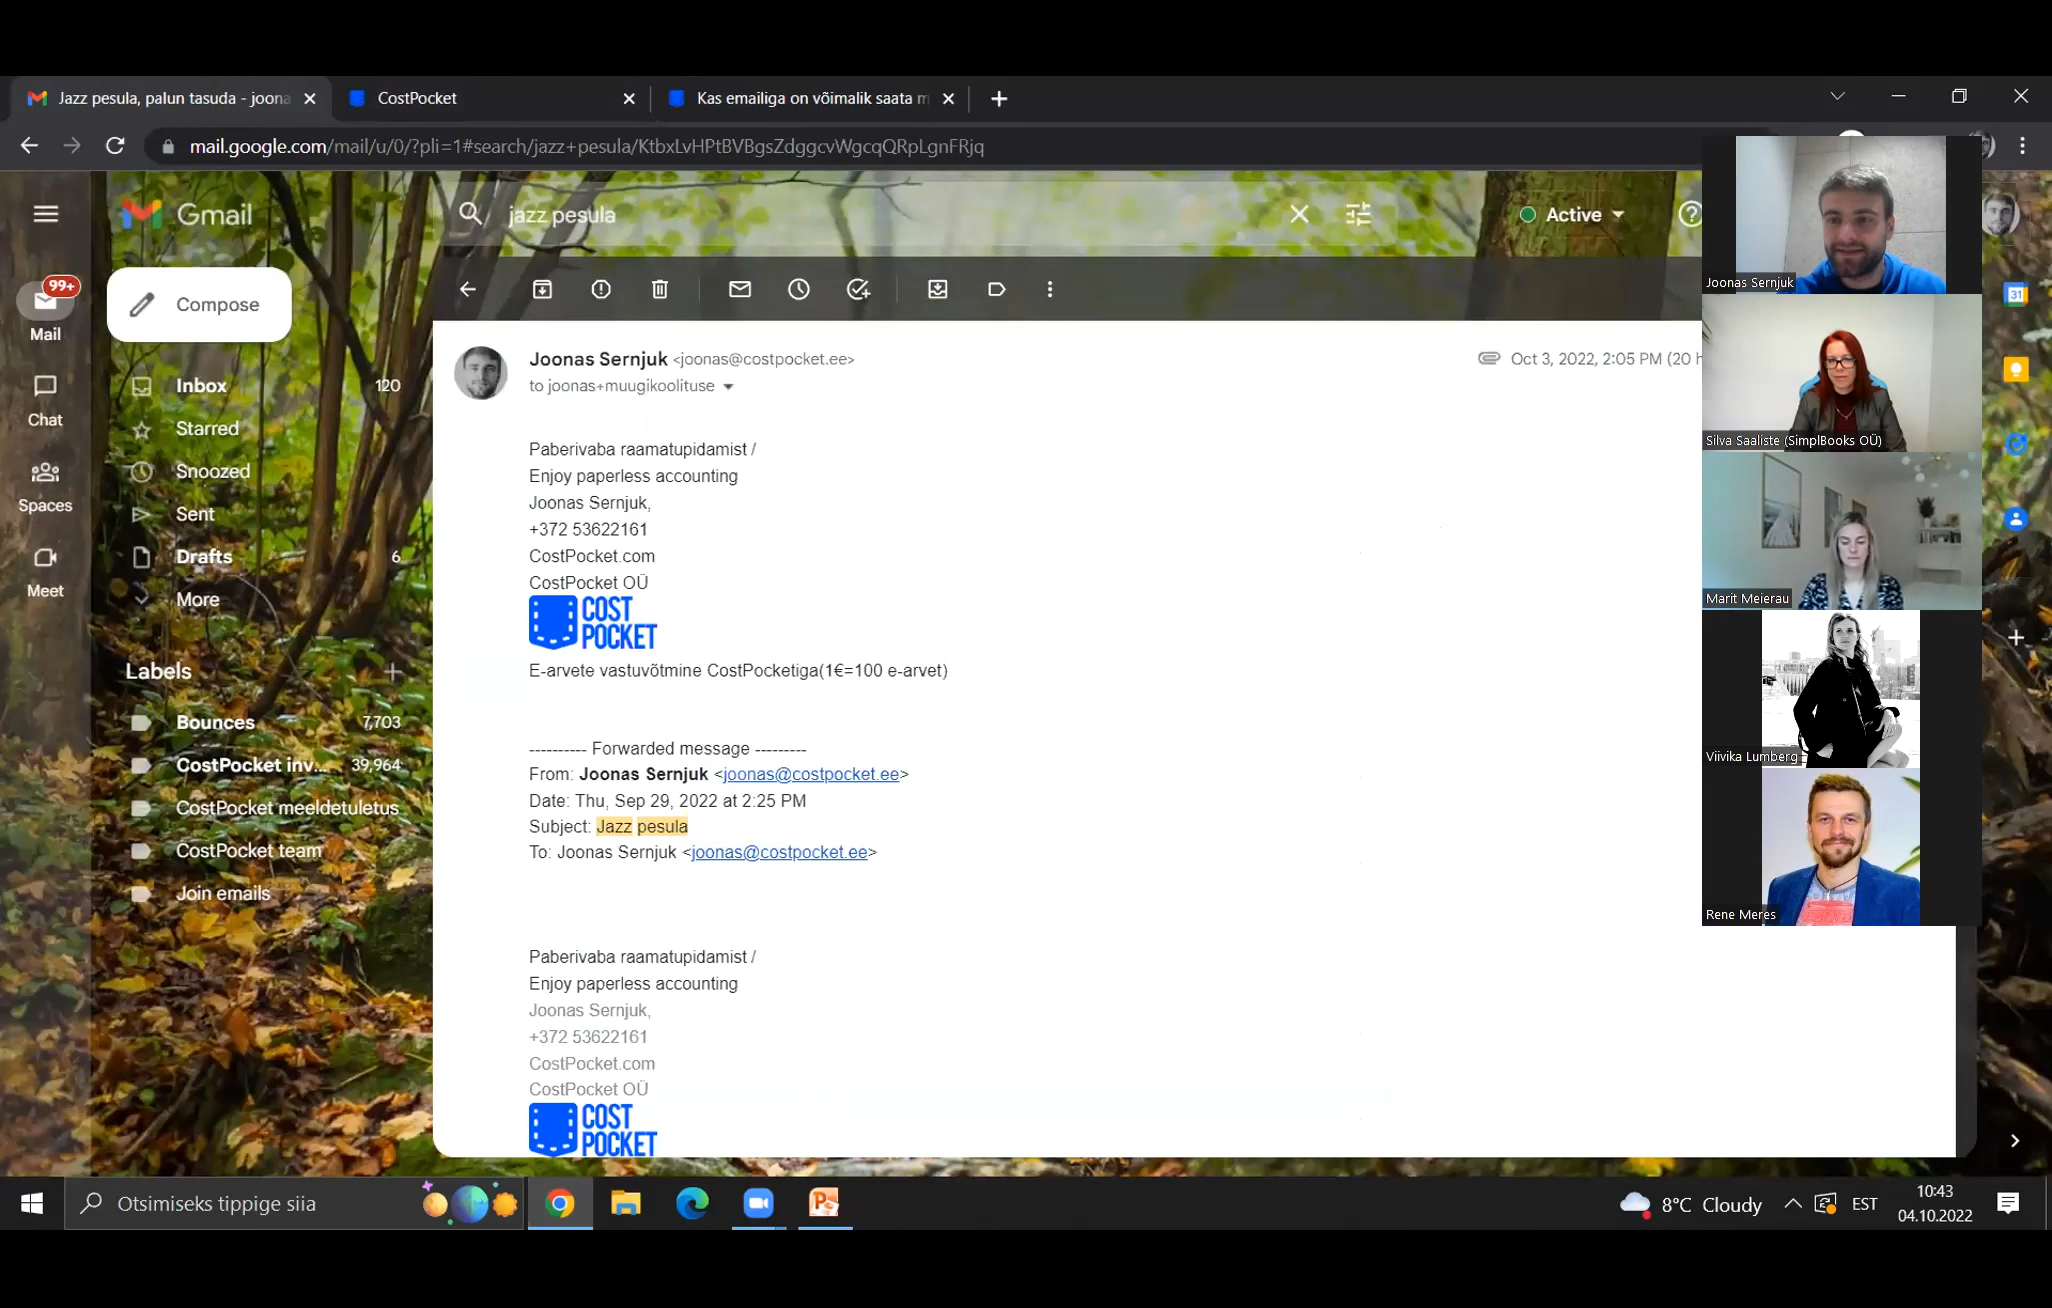 Jazz pesula, palun tasuda - joona
CostPocket
Kas emailiga on võimalik saata m
mail.google.com/mail/u/0/?pli=1#search/jazz+pesula/KtbxLvHPtBVBgsZdggcvWgcqQRpLgnFRjq
Gmail
jazz pesula
Active
99+
Mail
Chat
Spaces
Meet
Compose
Inbox 120
Starred
Snoozed
Sent
Drafts 6
More
Labels
Bounces 7,703
CostPocket inv... 39,964
CostPocket meeldetuletus
CostPocket team
Join emails
Joonas Sernjuk <joonas@costpocket.ee>
Oct 3, 2022, 2:05 PM (20 h
to joonas+muugikoolituse
Paberivaba raamatupidamist /
Enjoy paperless accounting
Joonas Sernjuk,
+372 53622161
CostPocket.com
CostPocket OÜ
COST
POCKET
E-arvete vastuvõtmine CostPocketiga(1€=100 e-arvet)
---------- Forwarded message ---------
From: Joonas Sernjuk <joonas@costpocket.ee>
Date: Thu, Sep 29, 2022 at 2:25 PM
Subject: Jazz pesula
To: Joonas Sernjuk <joonas@costpocket.ee>
Paberivaba raamatupidamist /
Enjoy paperless accounting
Joonas Sernjuk,
+372 53622161
CostPocket.com
CostPocket OÜ
COST
POCKET
Joonas Sernjuk
Silva Saaliste (SimplBooks OÜ)
Marit Meierau
Viivika Lumberg
Rene Meres
31
Otsimiseks tippige siia
8°C Cloudy
EST
10:43
04.10.2022